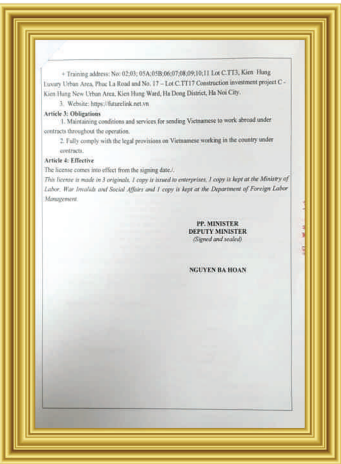 + Training address: No: 02;03; 05A;05B;06;07;08;09;10;11 Lot C.TT3, Kien Hung
Luxury Urban Area, Phuc La Road and No. 17 – Lot C.TT17 Construction investment project C -
Kien Hung New Urban Area, Kien Hung Ward, Ha Dong District, Ha Noi City.
3. Website: https://futurelink.net.vn
Article 3: Obligations
1. Maintaining conditions and services for sending Vietnamese to work abroad under
contracts throughout the operation.
2. Fully comply with the legal provisions on Vietnamese working in the country under
contracts.
Article 4: Effective
The license comes into effect from the signing date./.
This license is made in 3 originals, 1 copy is issued to enterprises, 1 copy is kept at the Ministry of
Labor, War Invalids and Social Affairs and 1 copy is kept at the Department of Foreign Labor
Management.
PP. MINISTER
DEPUTY MINISTER
(Signed and sealed)
NGUYEN BA HOAN